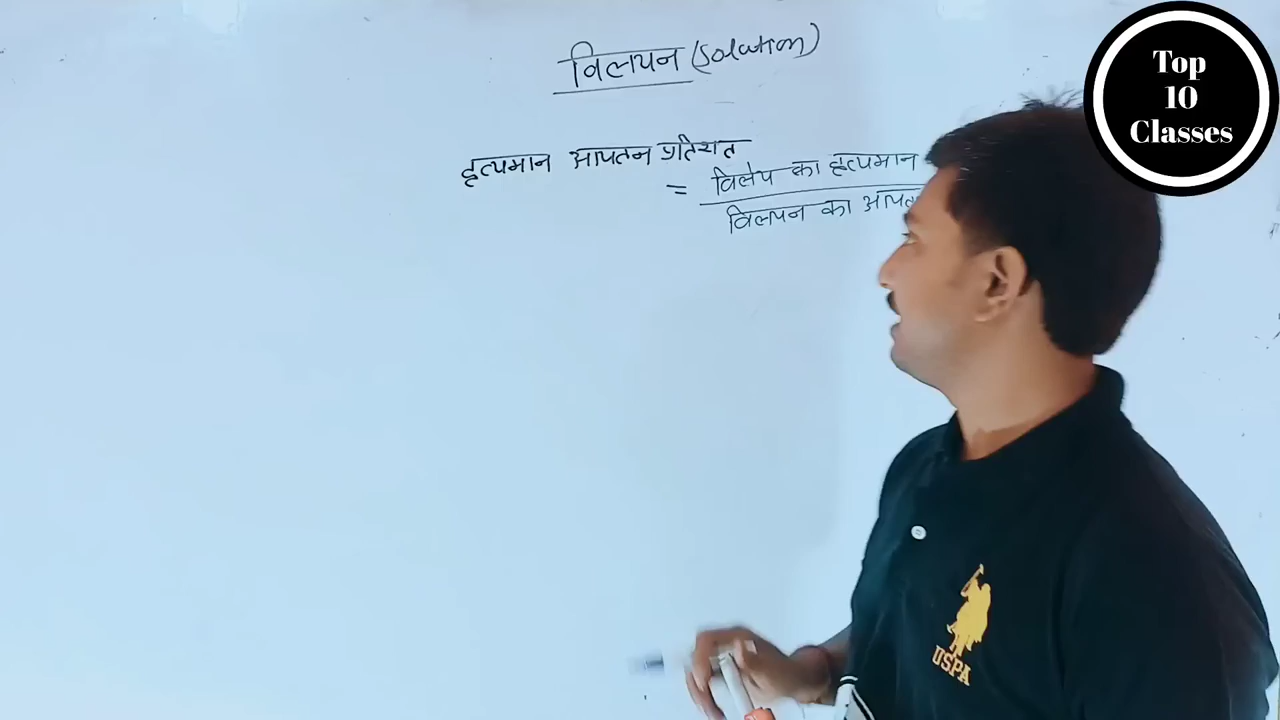 विलयन (Solution)
द्रव्यमान आयतन प्रतिशत
= विलेय का द्रव्यमान
विलयन का
Top
10
Classes
USPA